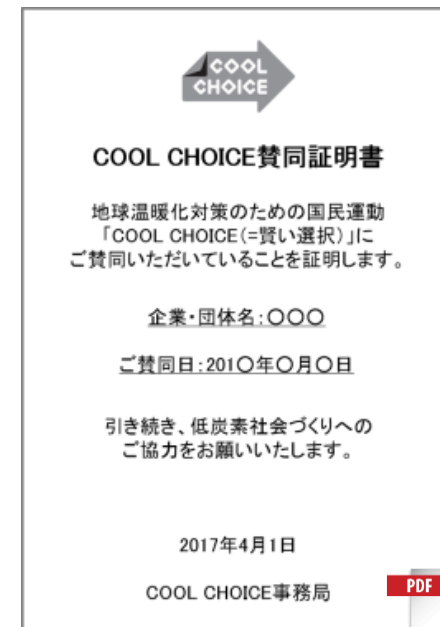 COOL
CHOICE
COOL CHOICE賛同証明書
地球温暖化対策のための国民運動
「COOL CHOICE(=賢い選択)」に
ご賛同いただいていることを証明します。
企業・団体名:〇〇〇
ご賛同日:201〇年〇月〇日
引き続き、低炭素社会づくりへの
ご協力をお願いいたします。
2017年4月1日
COOL CHOICE事務局
PDF